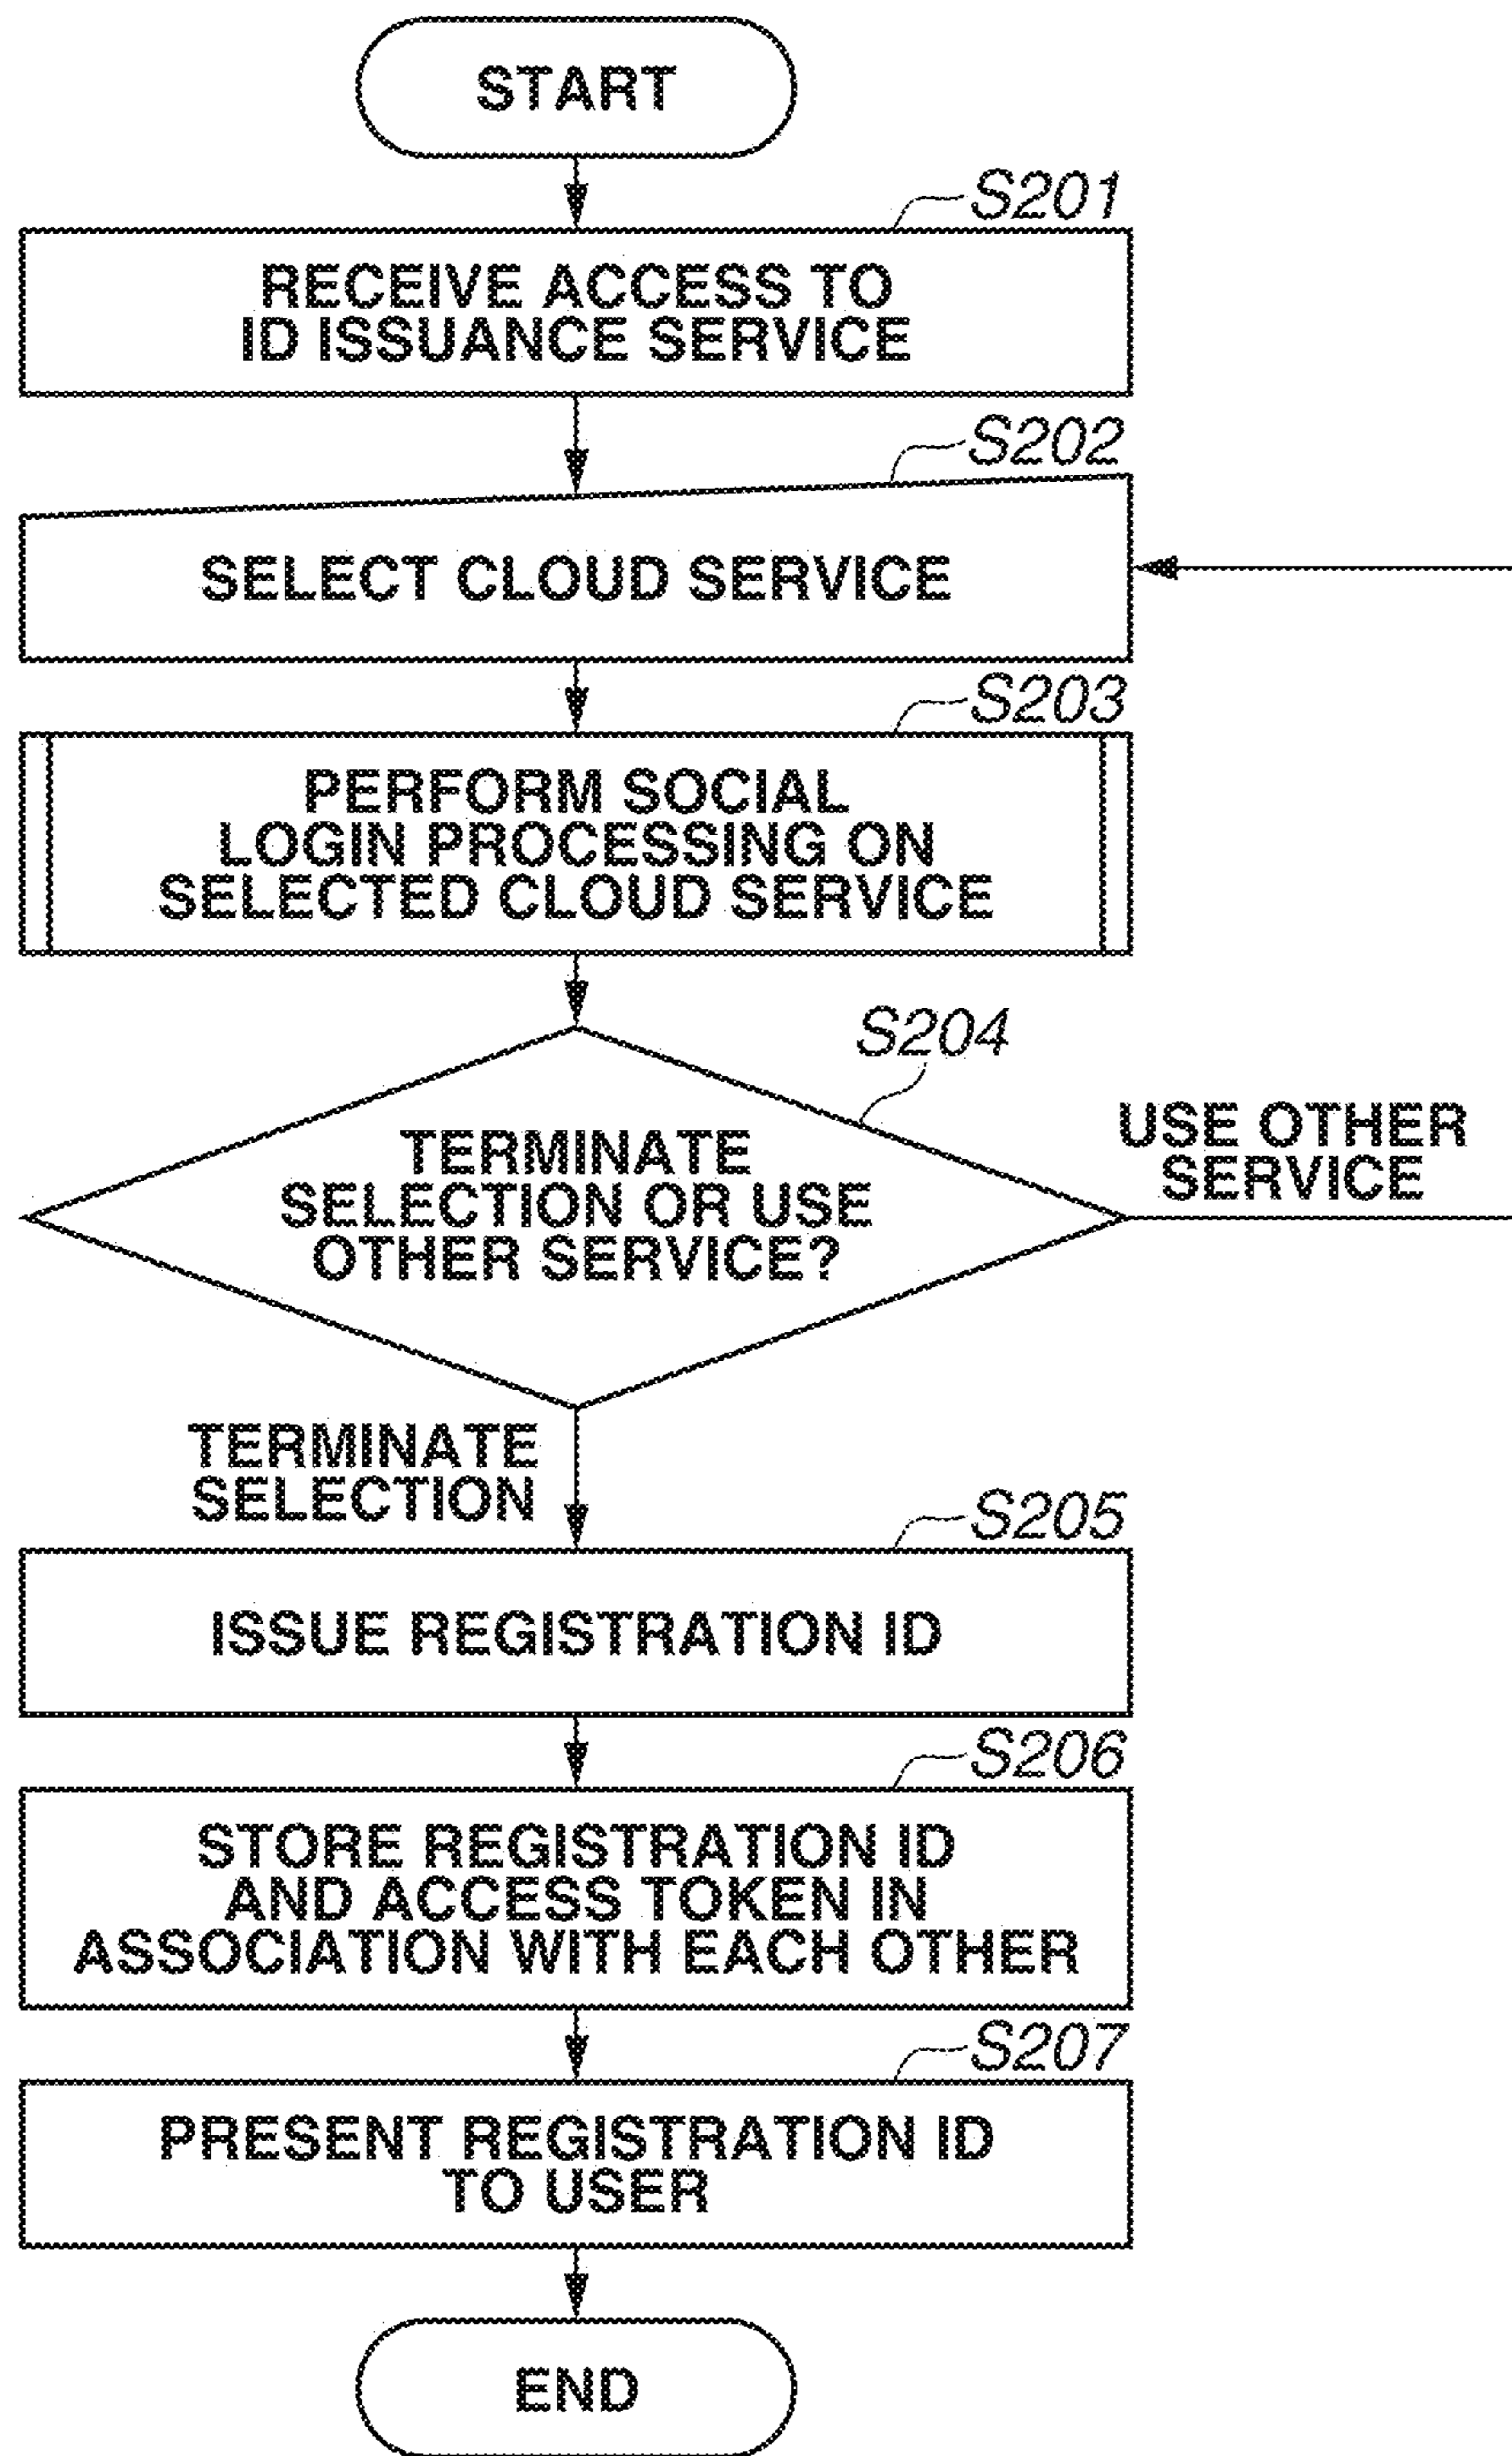 START
S201
RECEIVE ACCESS TO
ID ISSUANCE SERVICE
S202
SELECT CLOUD SERVICE
S203
PERFORM SOCIAL
LOGIN PROCESSING ON
SELECTED CLOUD SERVICE
S204
TERMINATE
SELECTION OR USE
OTHER SERVICE?
USE OTHER
SERVICE
TERMINATE
SELECTION
S205
ISSUE REGISTRATION ID
S206
STORE REGISTRATION ID
AND ACCESS TOKEN IN
ASSOCIATION WITH EACH OTHER
S207
PRESENT REGISTRATION ID
TO USER
END